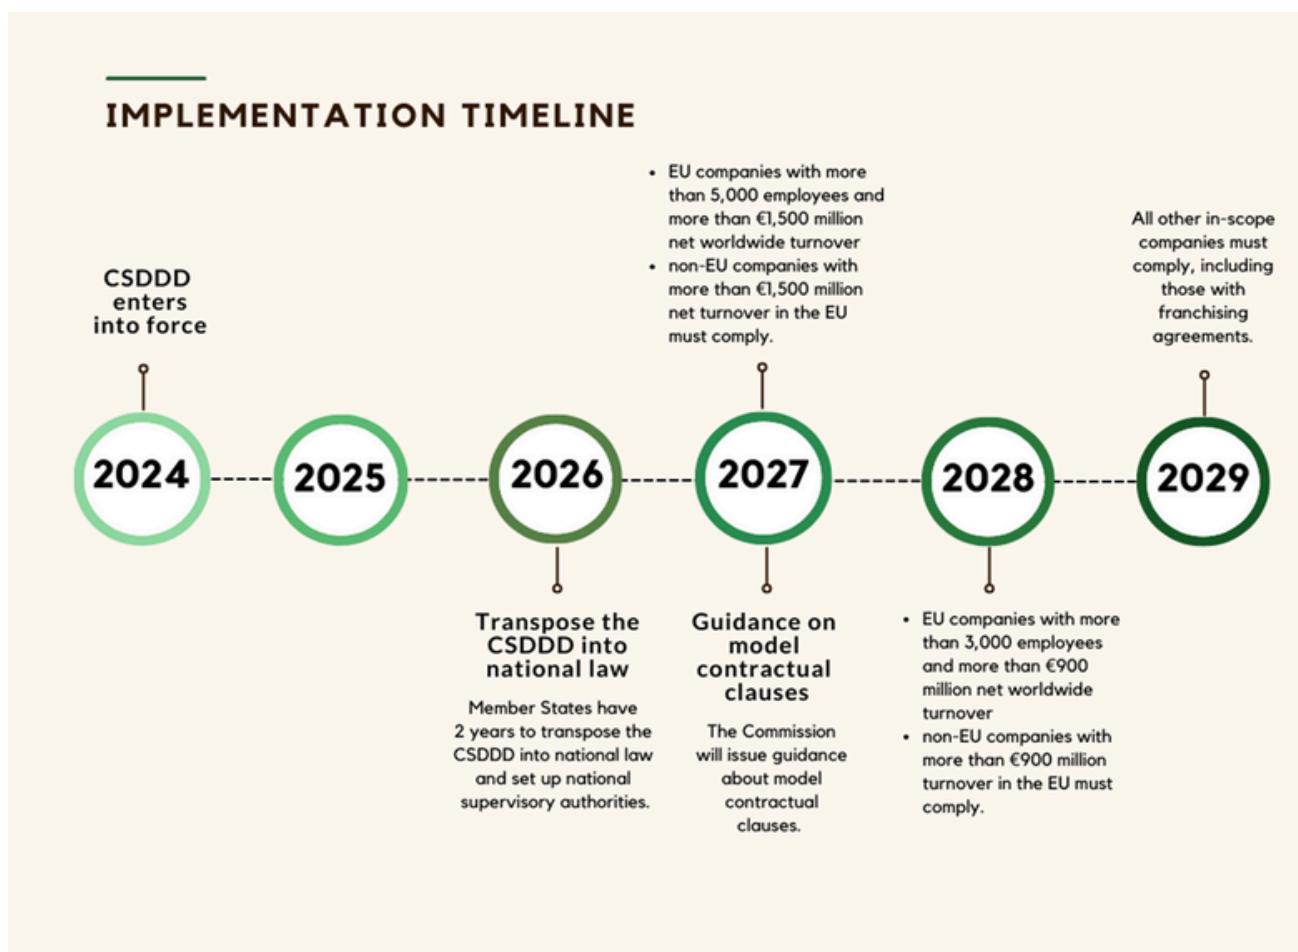 IMPLEMENTATION TIMELINE
CSDDD
enters
into force
• EU companies with more
than 5,000 employees and
more than €1,500 million
net worldwide turnover
• non-EU companies with
more than €1,500 million
net turnover in the EU
must comply.
All other in-scope
companies must
comply, including
those with
franchising
agreements.
2024
2025
2026
2027
2028
2029
Transpose the
CSDDD into
national law
Member States have
2 years to transpose the
CSDDD into national law
and set up national
supervisory authorities.
Guidance on
model
contractual
clauses
The Commission
will issue guidance
about model
contractual
clauses.
• EU companies with more
than 3,000 employees
and more than €900
million net worldwide
turnover
• non-EU companies with
more than €900 million
turnover in the EU must
comply.